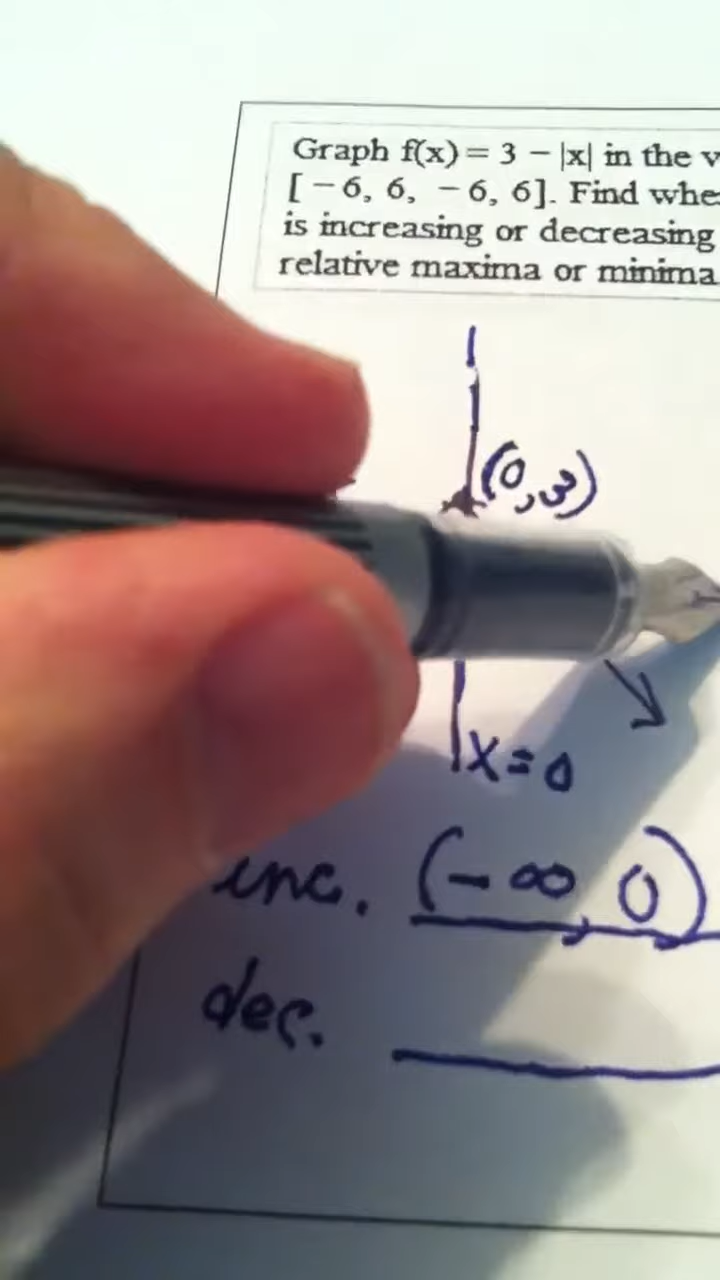 Graph f(x) = 3 − |x| in the
[ − 6, 6, − 6, 6]. Find
is increasing or decreasing
relative maxima or minima
(0,3)
x=0
inc. (-∞, 0)
dec.